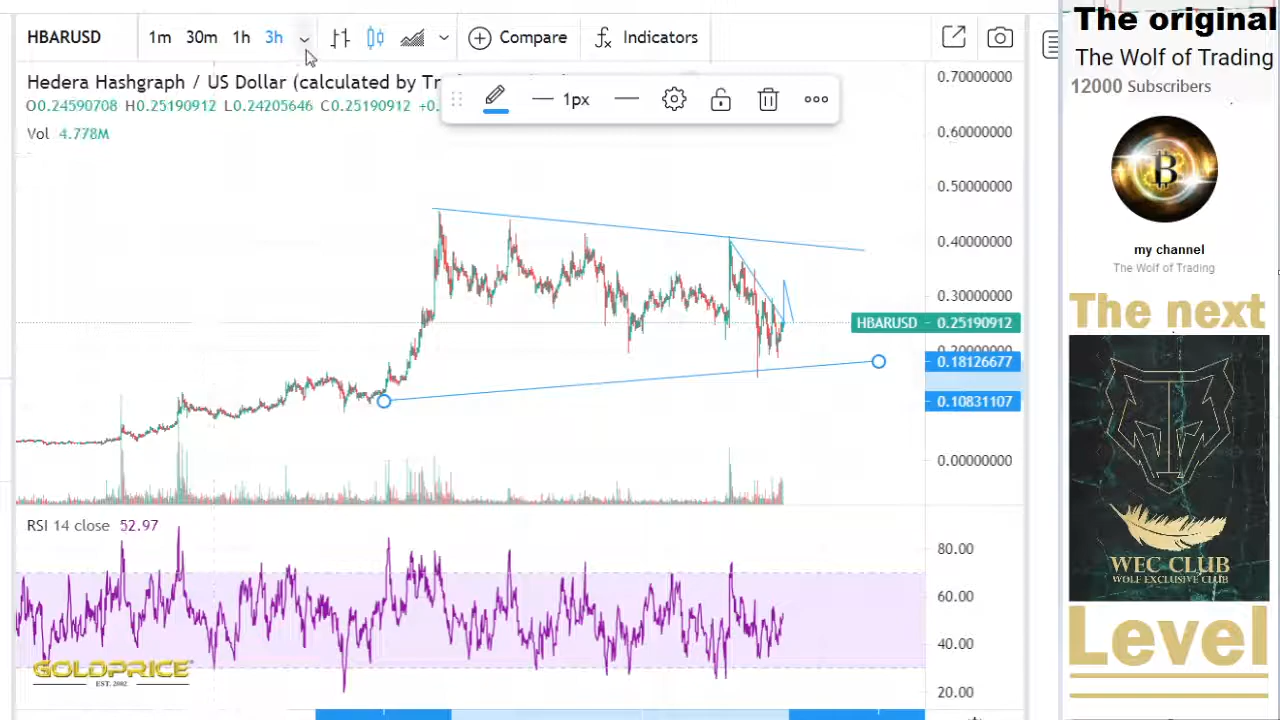 HBARUSD 1m 30m 1h 3h Compare Indicators
Hedera Hashgraph / US Dollar (calculated by Tr
O0.24590708 H0.25190912 L0.24205646 C0.25190912 +0.
1px
Vol 4.778M
0.70000000
0.60000000
0.50000000
0.40000000
0.30000000
HBARUSD 0.25190912
0.20000000
0.18126677
0.10831107
0.00000000
RSI 14 close 52.97
80.00
60.00
40.00
20.00
GOLDPRICE
EST. 2002
The original
The Wolf of Trading
12000 Subscribers
B
my channel
The Wolf of Trading
The next
WEC CLUB
WOLF EXCLUSIVE CLUB
Level